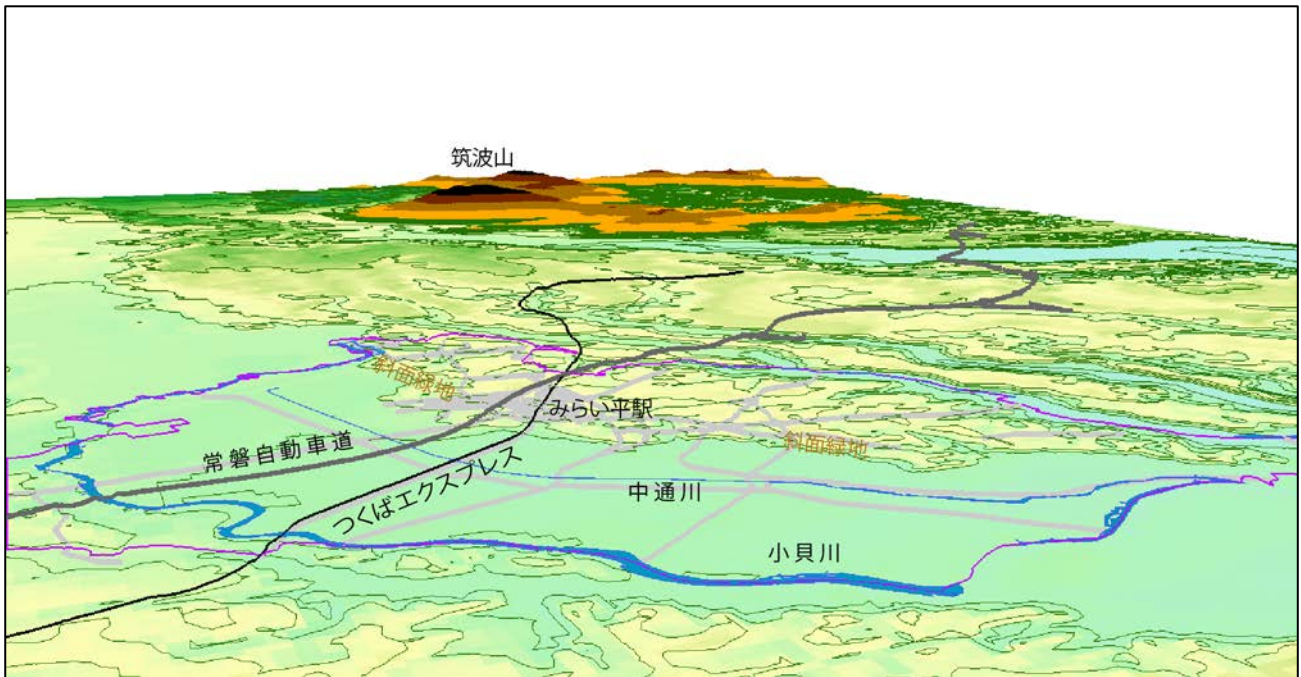 筑波山
斜面緑地
みらい平駅
斜面緑地
常磐自動車道
つくばエクスプレス
中通川
小貝川